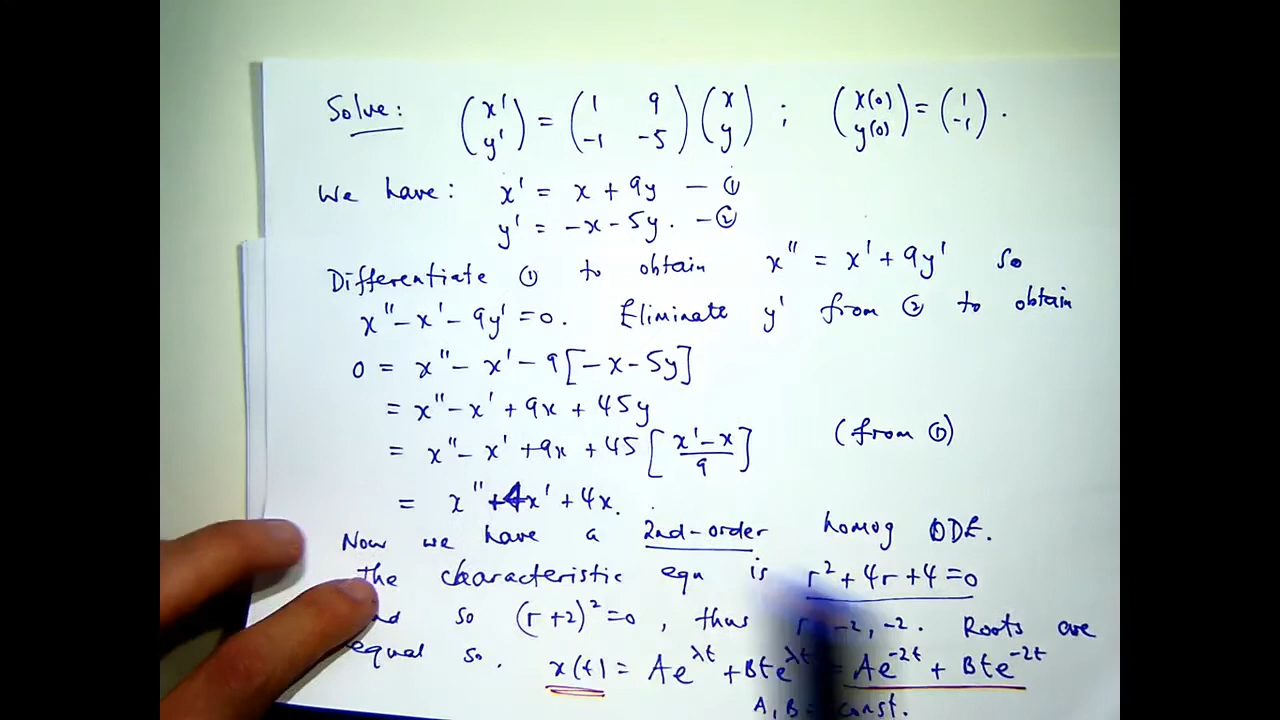 Solve: (x' y') = (1 9 -1 -5) (x y) ; (x(0) y(0)) = (1 -1) .
We have: x' = x + 9y — ①
y' = -x - 5y. — ②
Differentiate ① to obtain x'' = x' + 9y' so
x'' - x' - 9y' = 0. Eliminate y' from ② to obtain
0 = x'' - x' - 9[-x - 5y]
= x'' - x' + 9x + 45y
= x'' - x' + 9x + 45 [(x' - x)/9] (from ①)
= x'' + 4x' + 4x.
Now we have a 2nd-order homog ODE.
the characteristic eqn is r² + 4r + 4 = 0
so (r + 2)² = 0, thus -2, -2. Roots are
equal so. x(t) = Ae^λt + Bte^λt = Ae^-2t + Bte^-2t
A, B = const.